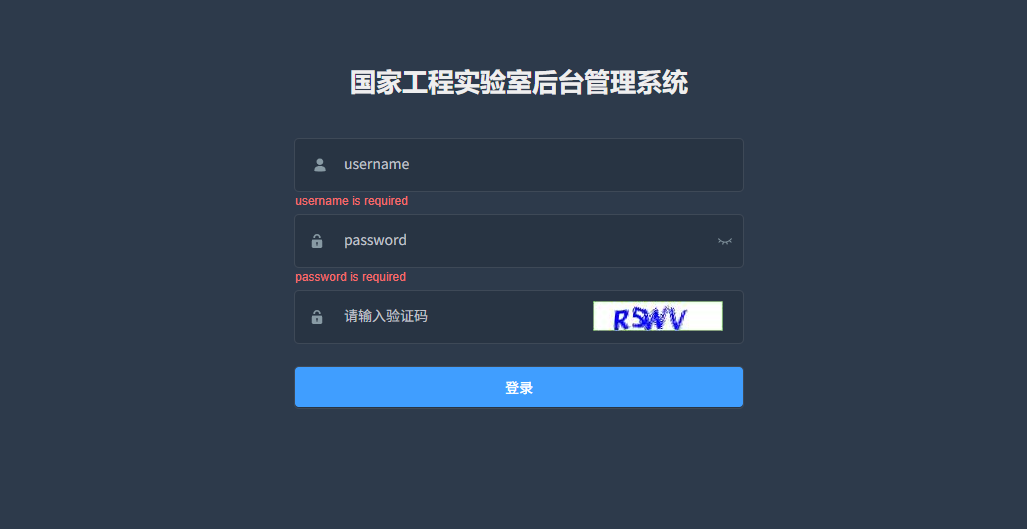 国家工程实验室后台管理系统
username
username is required
password
password is required
请输入验证码 RSWV
登录